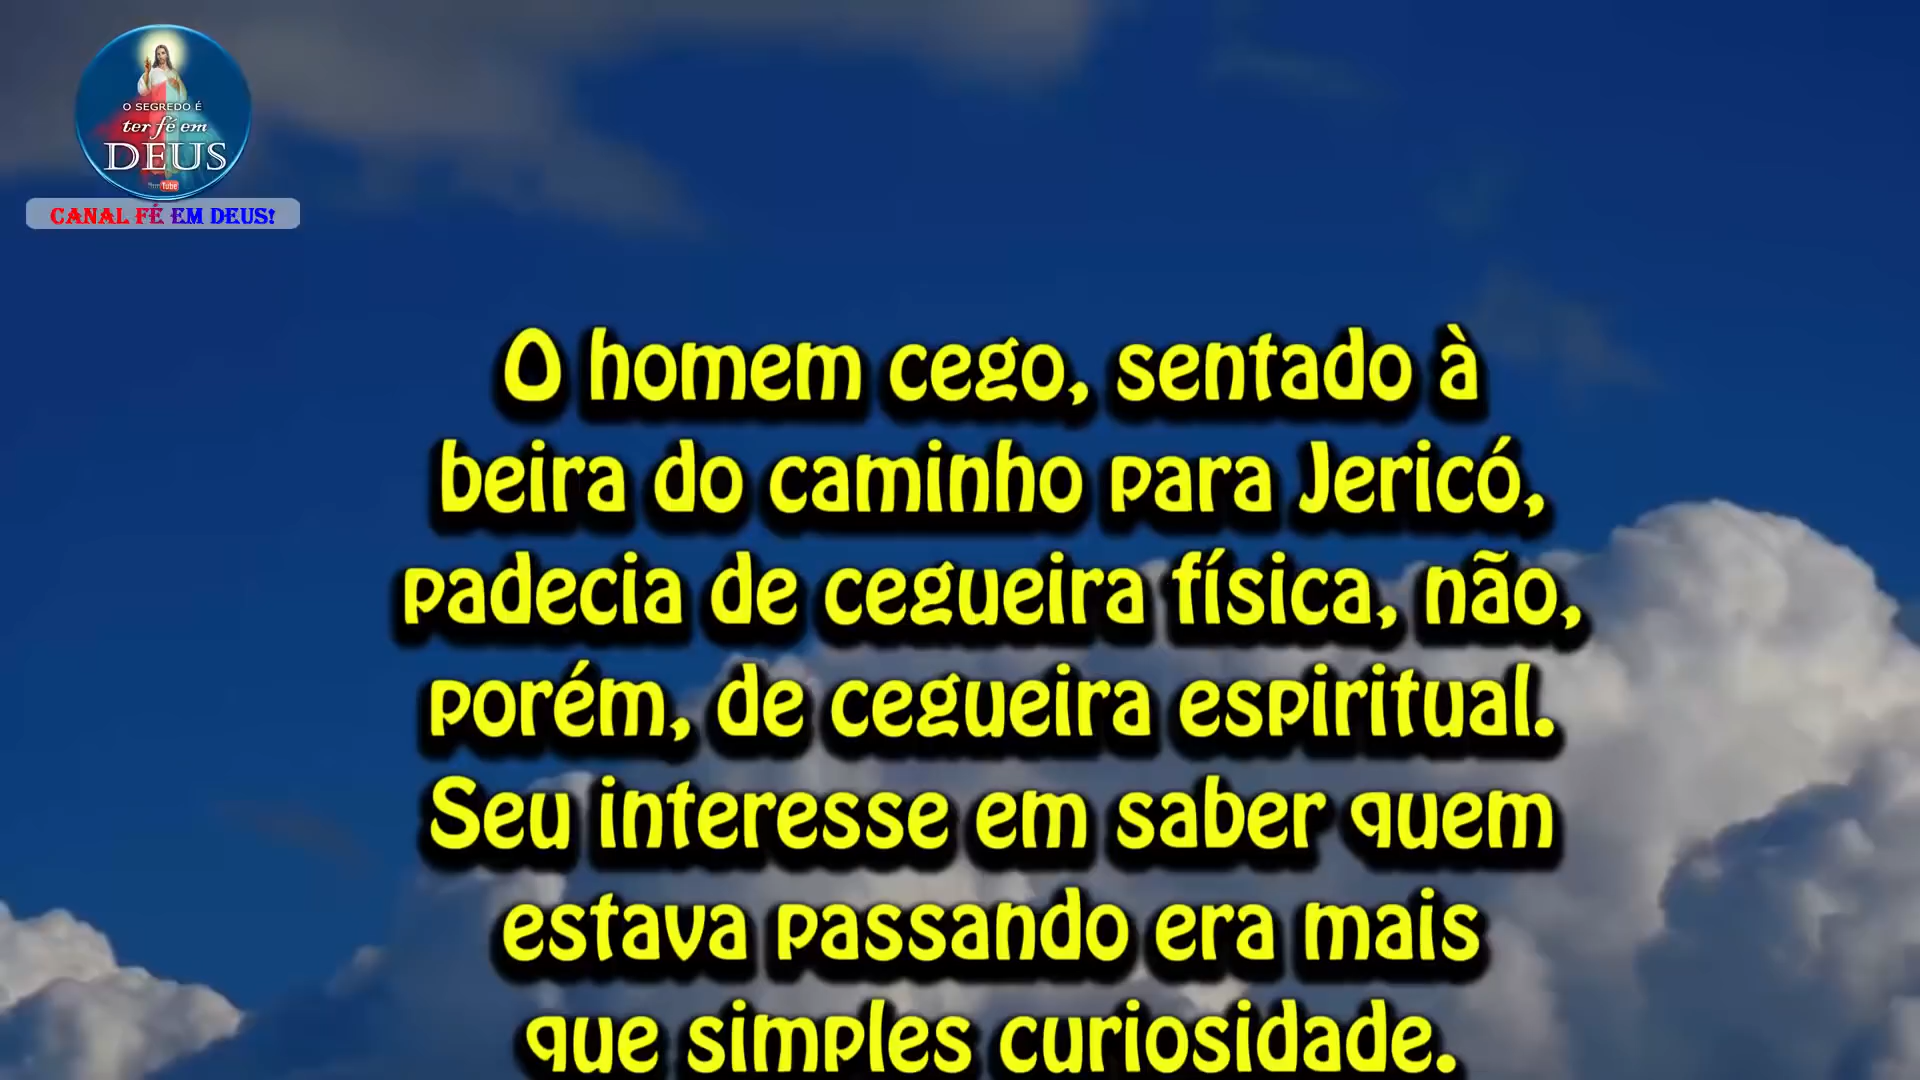 O SEGREDO É
ter fé em
DEUS
CANAL FÉ EM DEUS!
O homem cego, sentado à
beira do caminho para Jericó,
padecia de cegueira física, não,
porém, de cegueira espiritual.
Seu interesse em saber quem
estava passando era mais
que simples curiosidade.